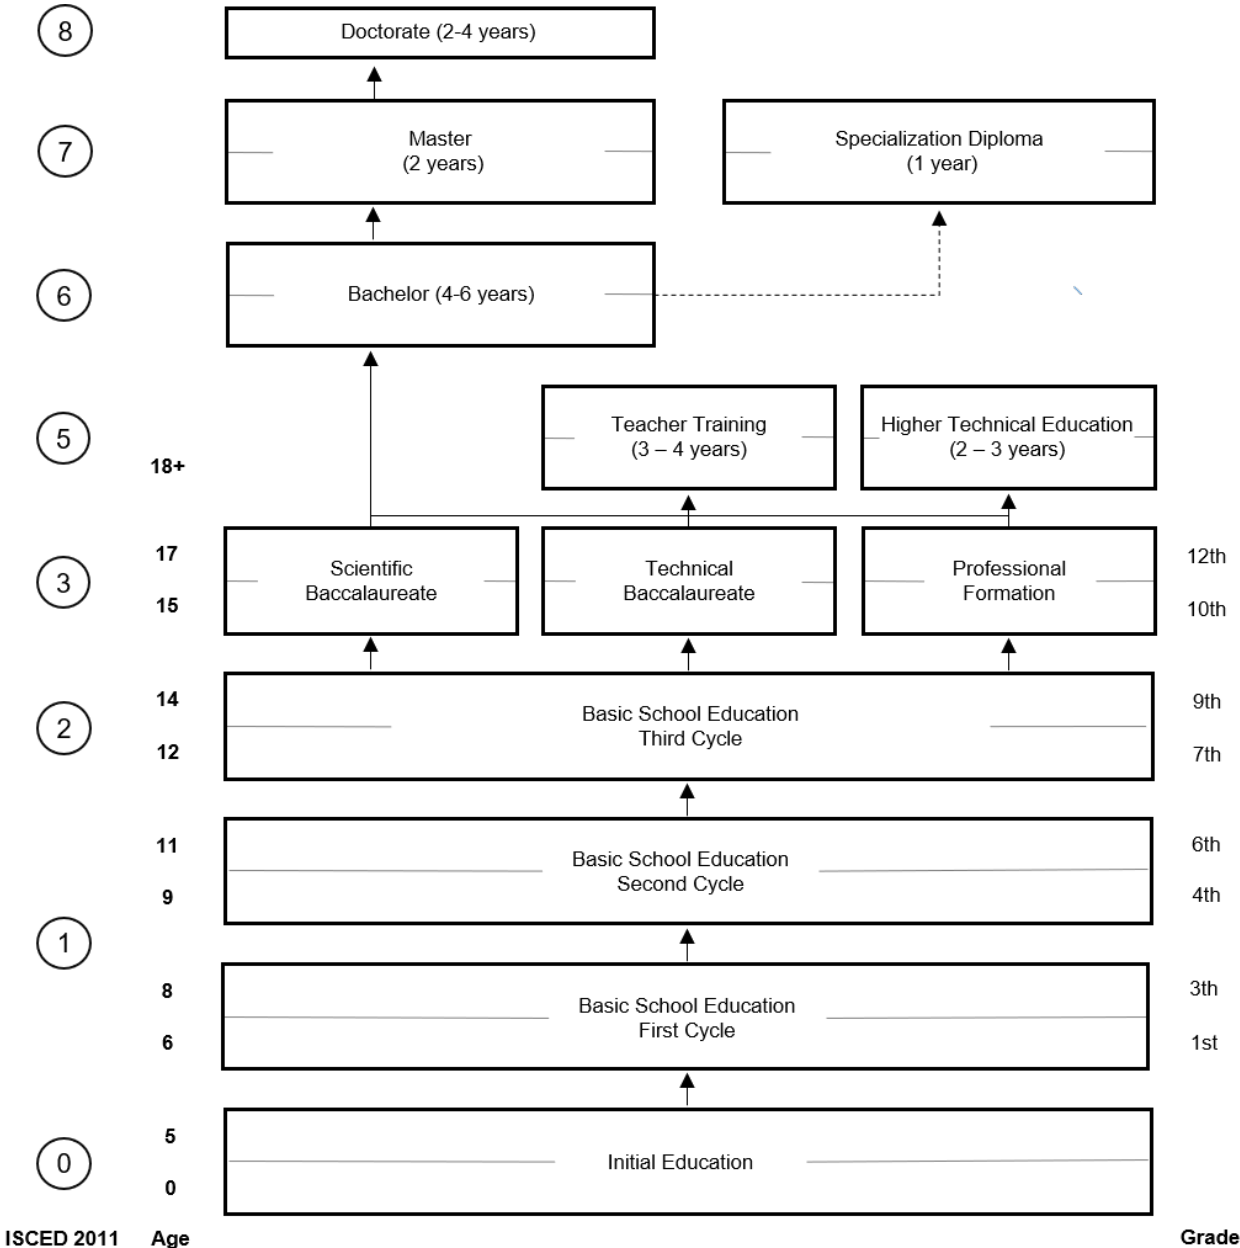 8
Doctorate (2-4 years)
7
Master
(2 years)
Specialization Diploma
(1 year)
6
Bachelor (4-6 years)
5
18+
Teacher Training
(3 – 4 years)
Higher Technical Education
(2 – 3 years)
3
17
15
Scientific
Baccalaureate
Technical
Baccalaureate
Professional
Formation
12th
10th
2
14
12
Basic School Education
Third Cycle
9th
7th
1
11
9
Basic School Education
Second Cycle
6th
4th
8
6
Basic School Education
First Cycle
3th
1st
0
5
0
Initial Education
ISCED 2011 Age Grade